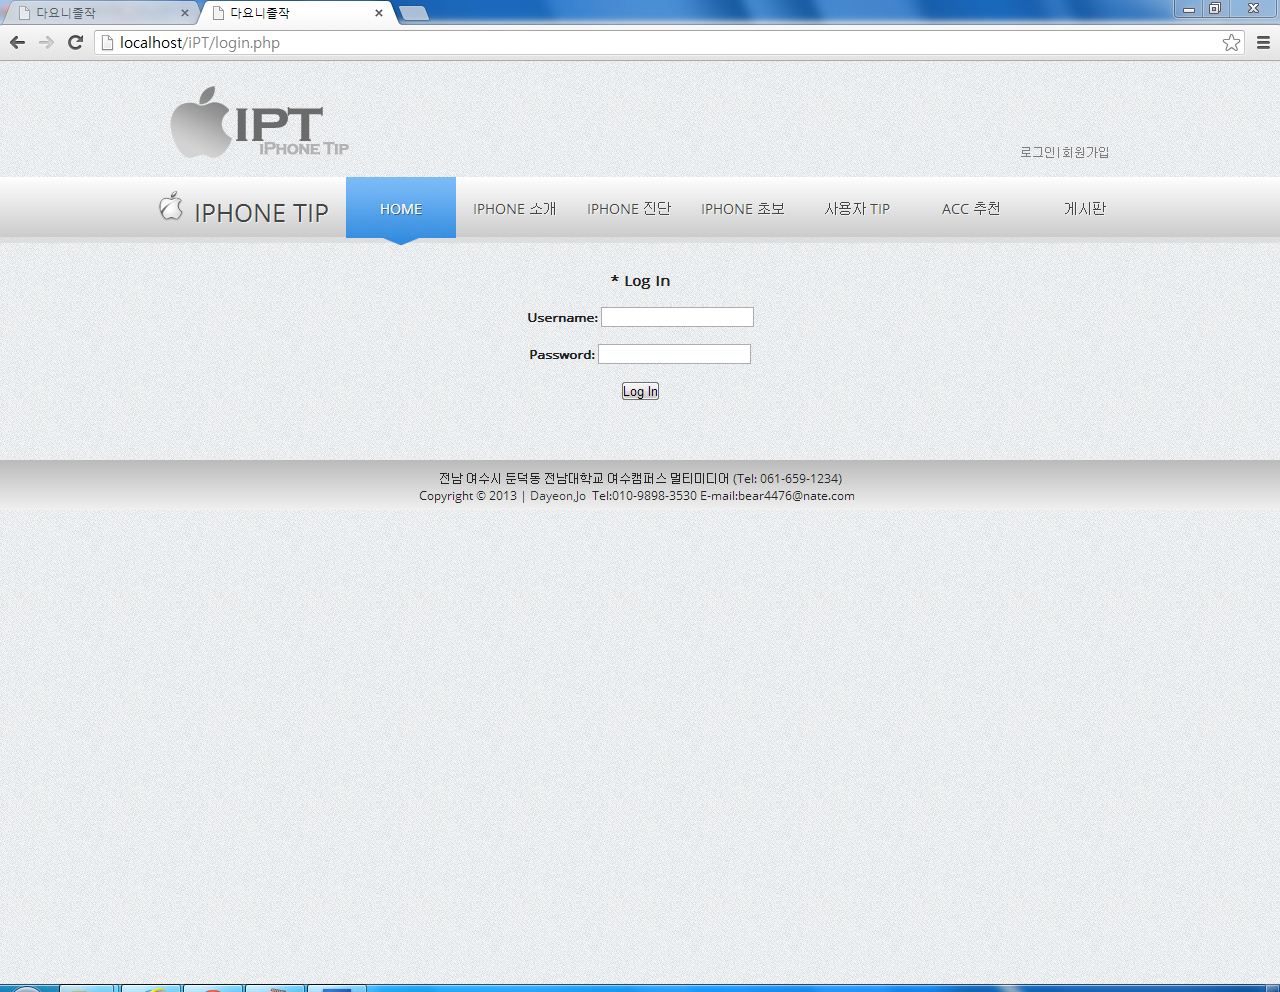 다요니졸작
다요니졸작
localhost/iPT/login.php
IPT
IPHONE TIP
로그인|회원가입
IPHONE TIP
HOME
IPHONE 소개
IPHONE 진단
IPHONE 초보
사용자 TIP
ACC 추천
게시판
* Log In
Username:
Password:
Log In
전남 여수시 둔덕동 전남대학교 여수캠퍼스 멀티미디어 (Tel: 061-659-1234)
Copyright © 2013 | Dayeon,Jo Tel:010-9898-3530 E-mail:bear4476@nate.com